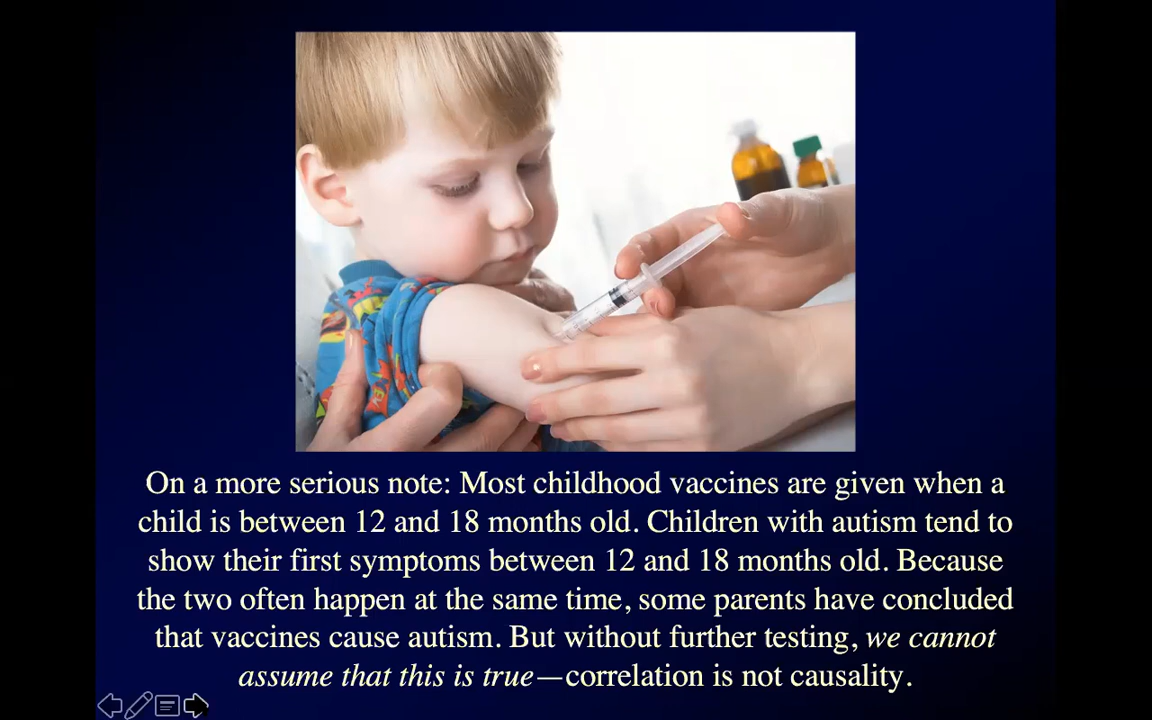 On a more serious note: Most childhood vaccines are given when a
child is between 12 and 18 months old. Children with autism tend to
show their first symptoms between 12 and 18 months old. Because
the two often happen at the same time, some parents have concluded
that vaccines cause autism. But without further testing, we cannot
assume that this is true—correlation is not causality.